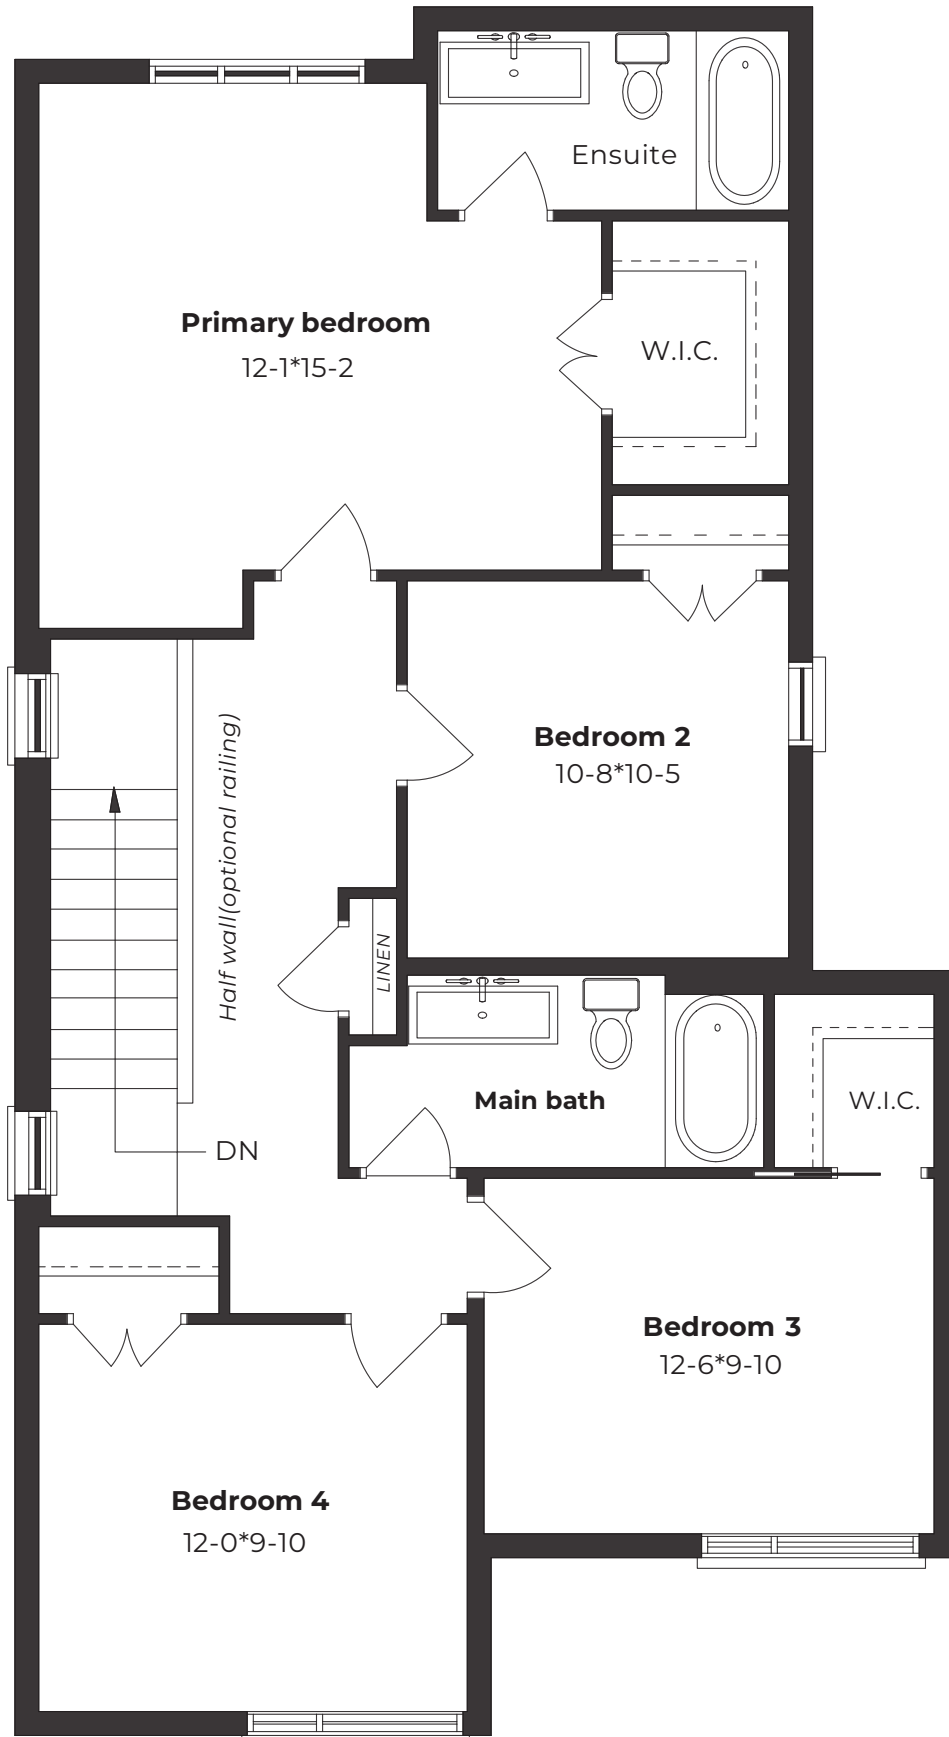 Ensuite
Primary bedroom
12-1*15-2
W.I.C.
Bedroom 2
10-8*10-5
Half wall(optional railing)
LINEN
Main bath
W.I.C.
DN
Bedroom 3
12-6*9-10
Bedroom 4
12-0*9-10